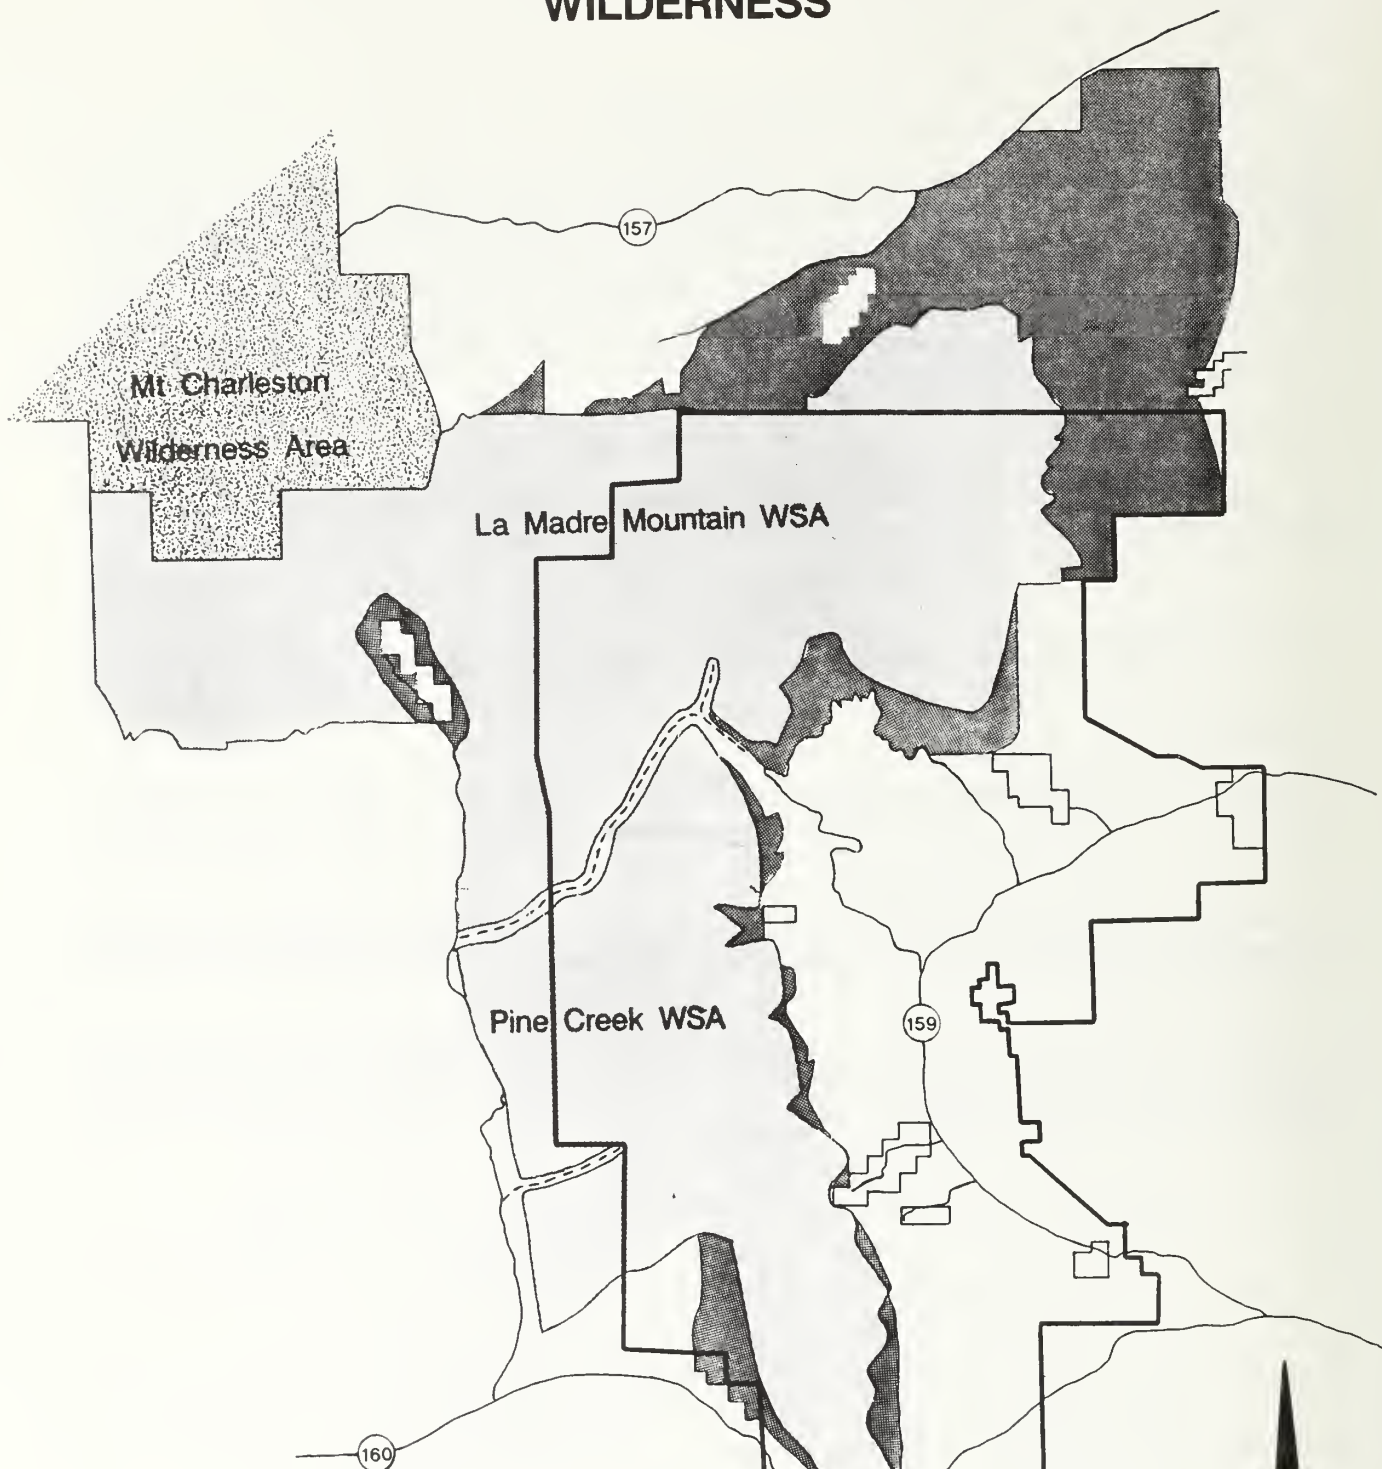 WILDERNESS
157
Mt Charleston
Wilderness Area
La Madre Mountain WSA
Pine Creek WSA
159
160